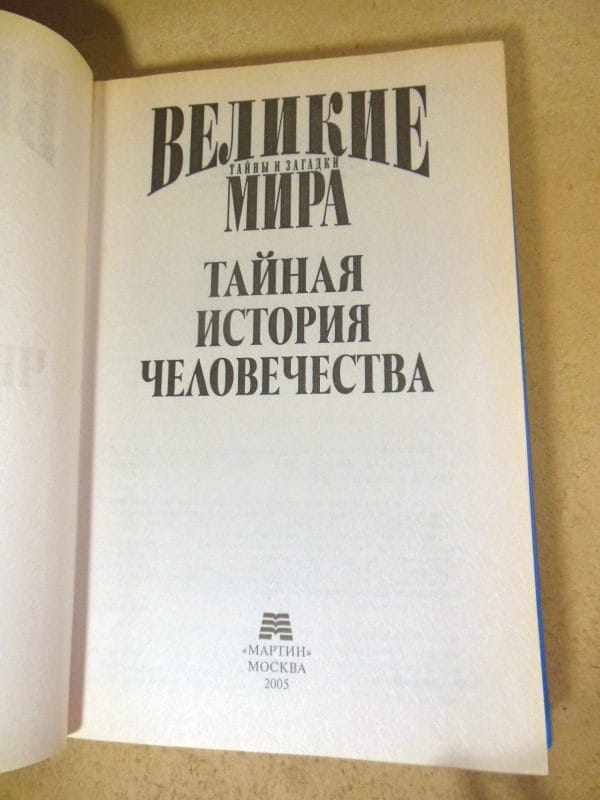 ВЕЛИКИЕ
ТАЙНЫ И ЗАГАДКИ
МИРА
ТАЙНАЯ
ИСТОРИЯ
ЧЕЛОВЕЧЕСТВА
«МАРТИН»
МОСКВА
2005